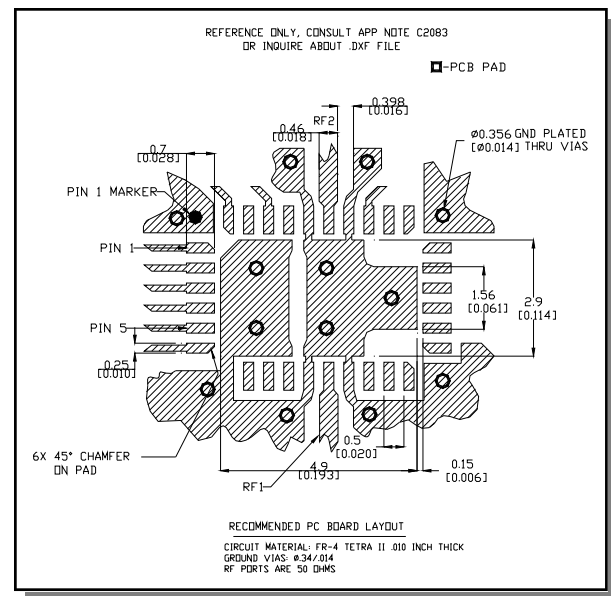 REFERENCE ONLY, CONSULT APP NOTE C2083
OR INQUIRE ABOUT .DXF FILE
-PCB PAD
0.398
[0.016]
RF2
0.46
[0.018]
Ø0.356 GND PLATED
[Ø0.014] THRU VIAS
0.7
[0.028]
PIN 1 MARKER
PIN 1
1.56
[0.061]
2.9
[0.114]
PIN 5
0.25
[0.010]
6X 45° CHAMFER
ON PAD
0.5
[0.020]
4.9
[0.193]
0.15
[0.006]
RF1
RECOMMENDED PC BOARD LAYOUT
CIRCUIT MATERIAL: FR-4 TETRA II .010 INCH THICK
GROUND VIAS: Ø.34/.014
RF PORTS ARE 50 OHMS